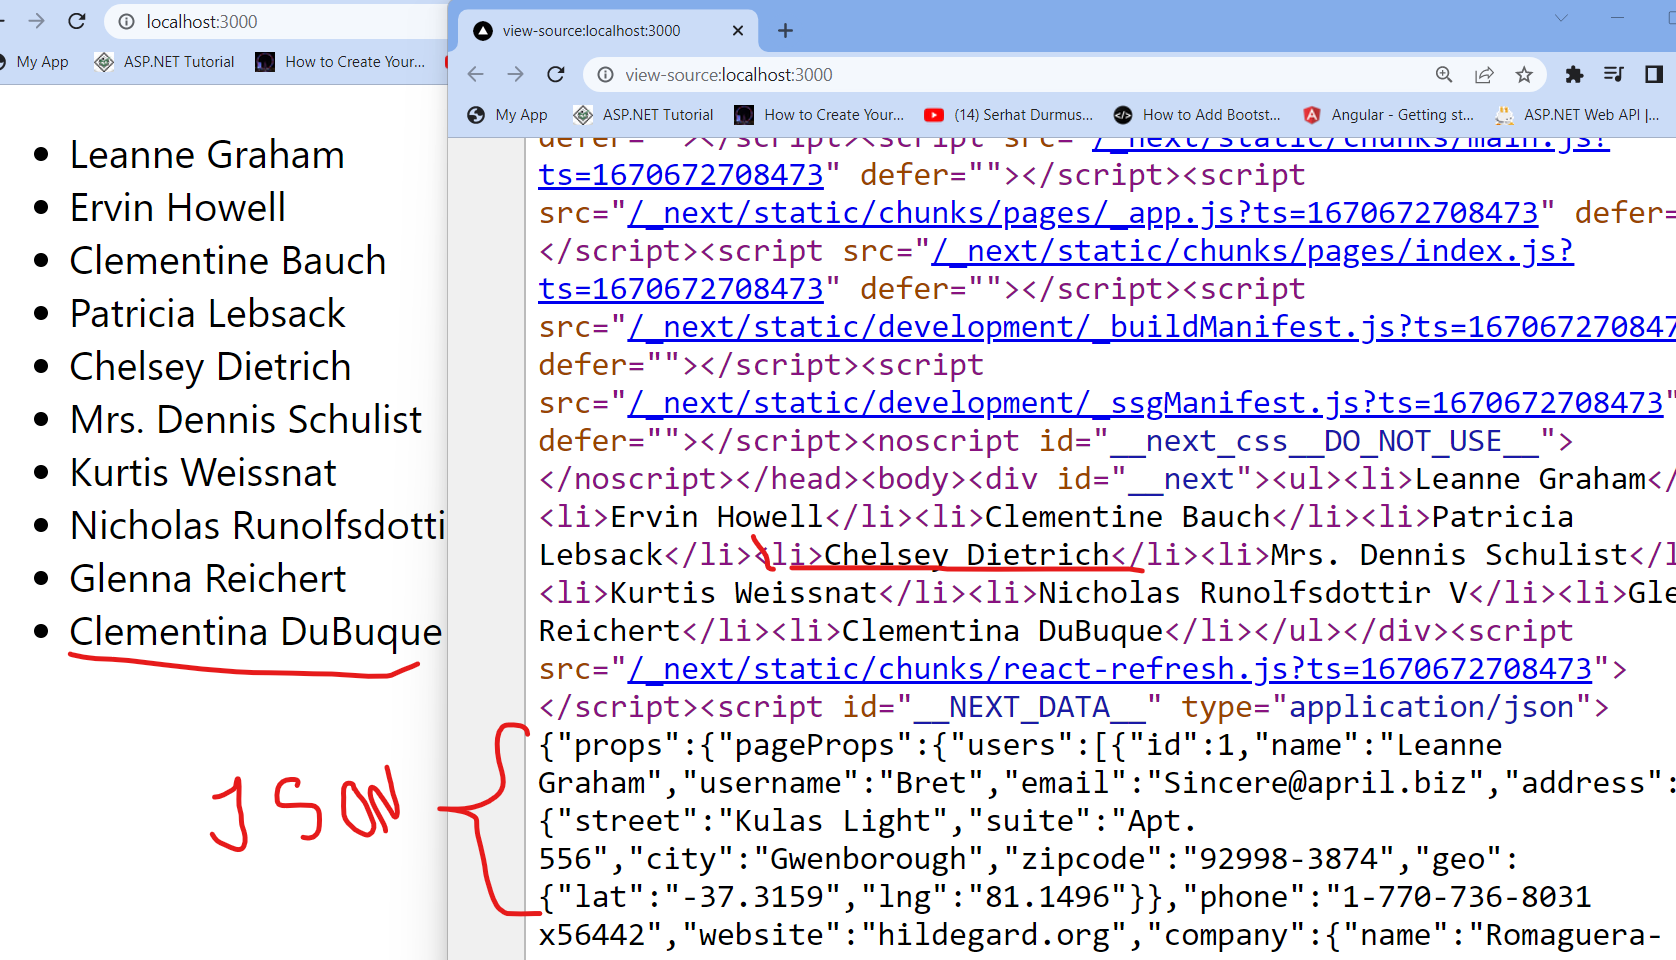 localhost:3000
My App
ASP.NET Tutorial
How to Create Your...
Leanne Graham
Ervin Howell
Clementine Bauch
Patricia Lebsack
Chelsey Dietrich
Mrs. Dennis Schulist
Kurtis Weissnat
Nicholas Runolfsdotti
Glenna Reichert
Clementina DuBuque
JSON
view-source:localhost:3000
view-source:localhost:3000
My App
ASP.NET Tutorial
How to Create Your...
(14) Serhat Durmus...
How to Add Bootst...
Angular - Getting st...
ASP.NET Web API |...
defer=""></script><script src="/_next/static/chunks/main.js?
ts=1670672708473" defer=""></script><script
src="/_next/static/chunks/pages/_app.js?ts=1670672708473" defer=
</script><script src="/_next/static/chunks/pages/index.js?
ts=1670672708473" defer=""></script><script
src="/_next/static/development/_buildManifest.js?ts=167067270847
defer=""></script><script
src="/_next/static/development/_ssgManifest.js?ts=1670672708473"
defer=""></script><noscript id="__next_css__DO_NOT_USE__">
</noscript></head><body><div id="__next"><ul><li>Leanne Graham</
<li>Ervin Howell</li><li>Clementine Bauch</li><li>Patricia
Lebsack</li><li>Chelsey Dietrich</li><li>Mrs. Dennis Schulist</l
<li>Kurtis Weissnat</li><li>Nicholas Runolfsdottir V</li><li>Gle
Reichert</li><li>Clementina DuBuque</li></ul></div><script
src="/_next/static/chunks/react-refresh.js?ts=1670672708473">
</script><script id="__NEXT_DATA__" type="application/json">
{"props":{"pageProps":{"users":[{"id":1,"name":"Leanne
Graham","username":"Bret","email":"Sincere@april.biz","address":
{"street":"Kulas Light","suite":"Apt.
556","city":"Gwenborough","zipcode":"92998-3874","geo":
{"lat":"-37.3159","lng":"81.1496"}},"phone":"1-770-736-8031
x56442","website":"hildegard.org","company":{"name":"Romaguera-